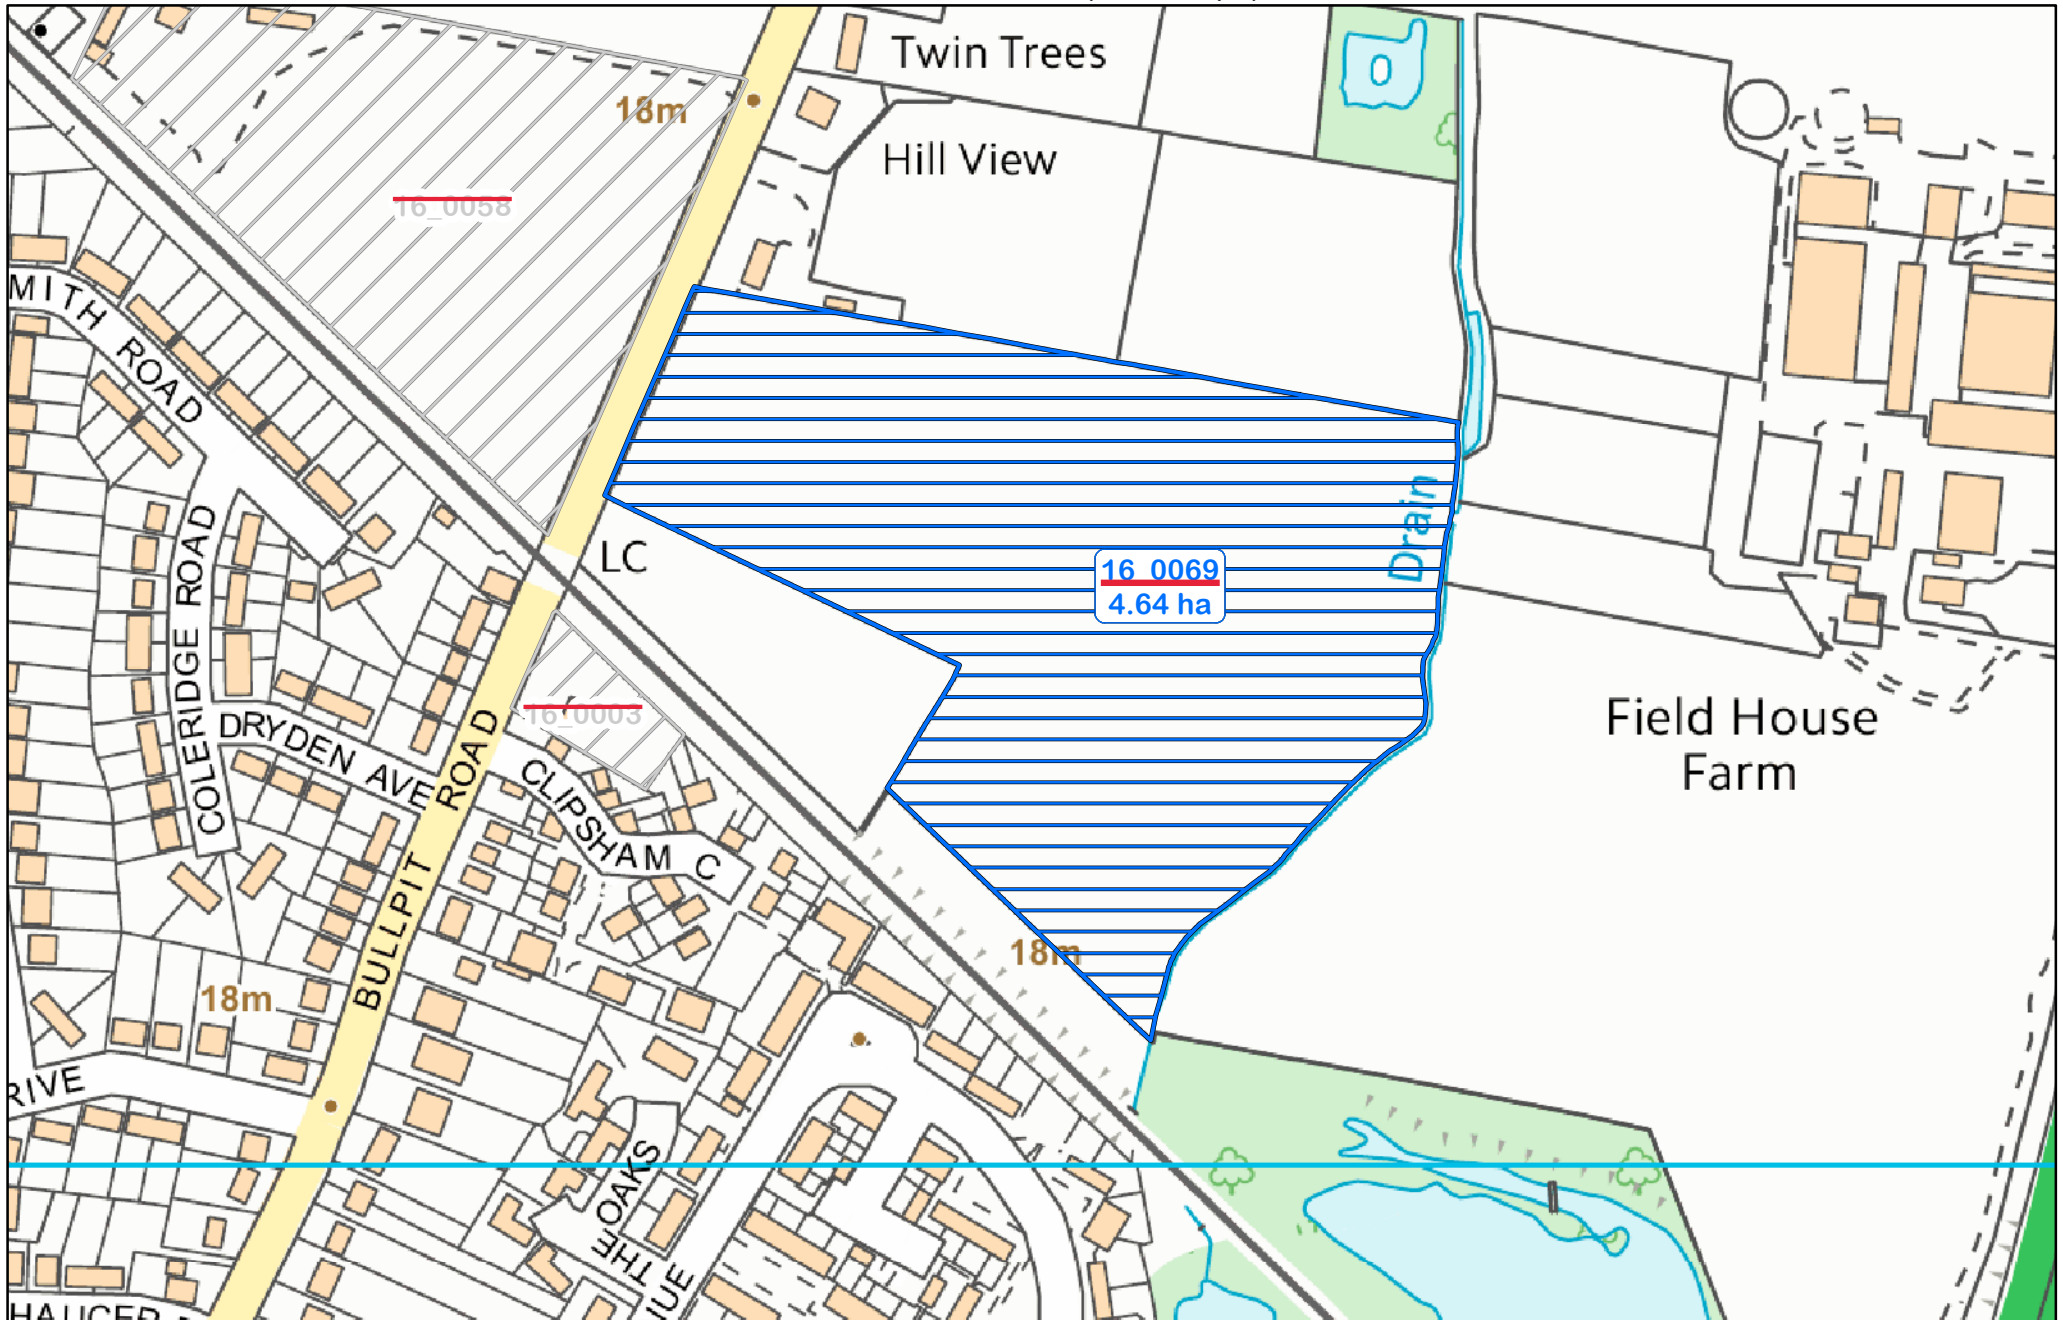 Twin Trees
18m
Hill View
16_0058
SMITH ROAD
LC
Drain
16_0069
4.64 ha
COLERIDGE ROAD
16_0003
DRYDEN AVE
Field House
Farm
BULLPIT ROAD
CLIPSHAM C
18m
18m
RIVE
THE OAKS
NUE
HAUCER